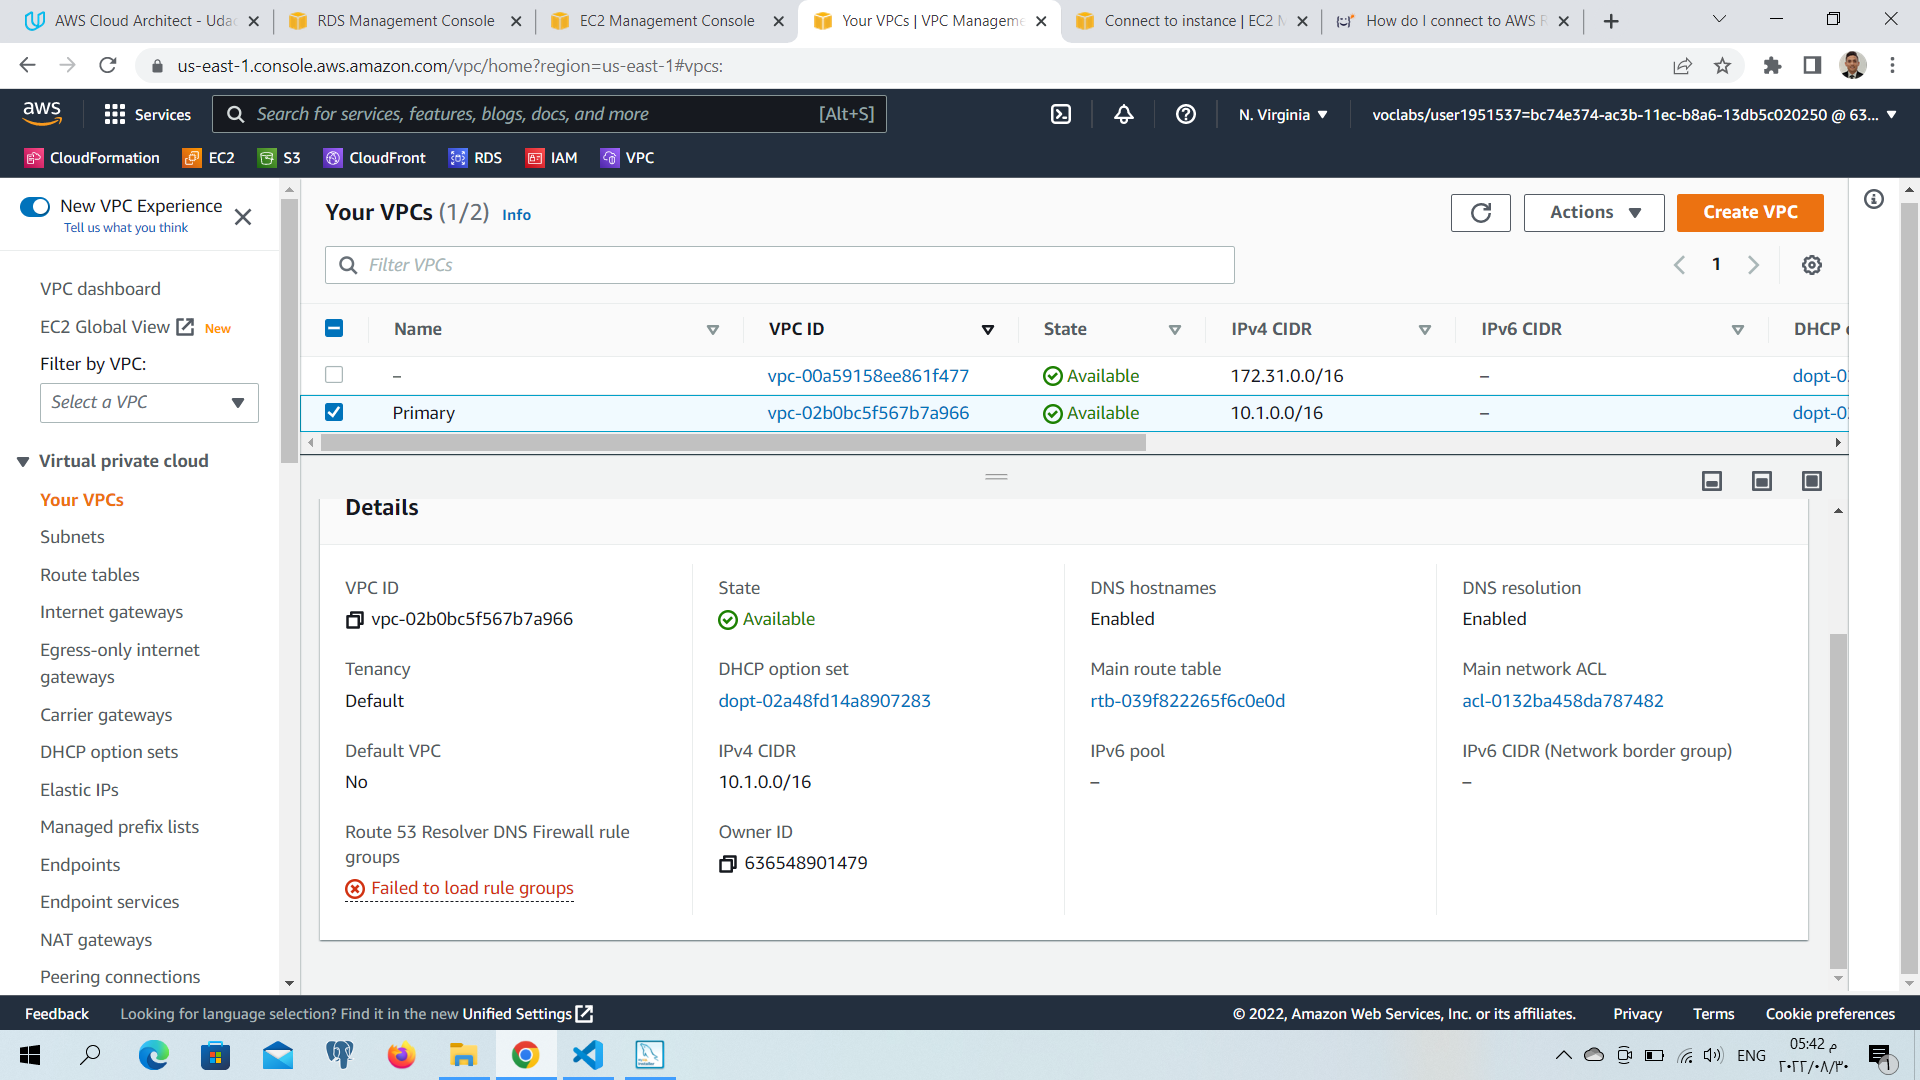 AWS Cloud Architect - Udac
RDS Management Console
EC2 Management Console
Your VPCs | VPC Manageme
Connect to instance | EC2 M
How do I connect to AWS R
us-east-1.console.aws.amazon.com/vpc/home?region=us-east-1#vpcs:
aws
Services
Search for services, features, blogs, docs, and more
[Alt+S]
N. Virginia
voclabs/user1951537=bc74e374-ac3b-11ec-b8a6-13db5c020250 @ 63...
CloudFormation
EC2
S3
CloudFront
RDS
IAM
VPC
New VPC Experience
Tell us what you think
VPC dashboard
EC2 Global View New
Filter by VPC:
Select a VPC
Virtual private cloud
Your VPCs
Subnets
Route tables
Internet gateways
Egress-only internet
gateways
Carrier gateways
DHCP option sets
Elastic IPs
Managed prefix lists
Endpoints
Endpoint services
NAT gateways
Peering connections
Your VPCs (1/2) Info
Actions
Create VPC
Filter VPCs
1
Name
VPC ID
State
IPv4 CIDR
IPv6 CIDR
DHCP o
– vpc-00a59158ee861f477 Available 172.31.0.0/16 – dopt-02
Primary vpc-02b0bc5f567b7a966 Available 10.1.0.0/16 – dopt-02
Details
VPC ID
vpc-02b0bc5f567b7a966
State
Available
DNS hostnames
Enabled
DNS resolution
Enabled
Tenancy
Default
DHCP option set
dopt-02a48fd14a8907283
Main route table
rtb-039f822265f6c0e0d
Main network ACL
acl-0132ba458da787482
Default VPC
No
IPv4 CIDR
10.1.0.0/16
IPv6 pool
–
IPv6 CIDR (Network border group)
–
Route 53 Resolver DNS Firewall rule
groups
Failed to load rule groups
Owner ID
636548901479
Feedback
Looking for language selection? Find it in the new Unified Settings
© 2022, Amazon Web Services, Inc. or its affiliates.
Privacy
Terms
Cookie preferences
ENG
05:42 م
٢٠٢٢/٠٨/٣٠
1